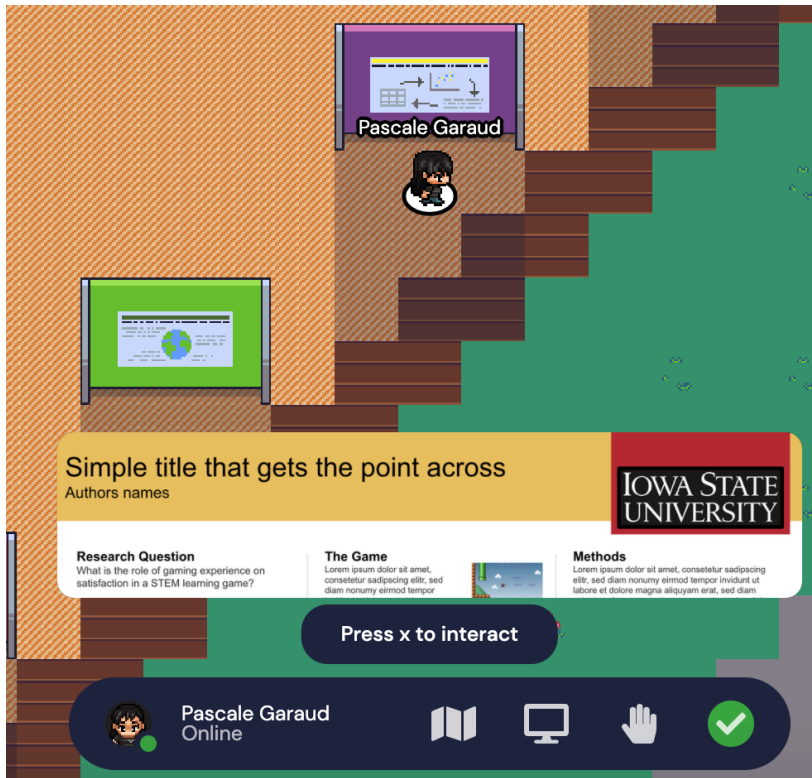 Pascale Garaud
Simple title that gets the point across
Authors names
IOWA STATE
UNIVERSITY
Research Question
What is the role of gaming experience on
satisfaction in a STEM learning game?
The Game
Lorem ipsum dolor sit amet,
consetetur sadipscing elitr, sed
diam nonumy eirmod tempor
Methods
Lorem ipsum dolor sit amet, consetetur sadipscing
elitr, sed diam nonumy eirmod tempor invidunt ut
labore et dolore magna aliquyam erat, sed diam
Press x to interact
Pascale Garaud
Online